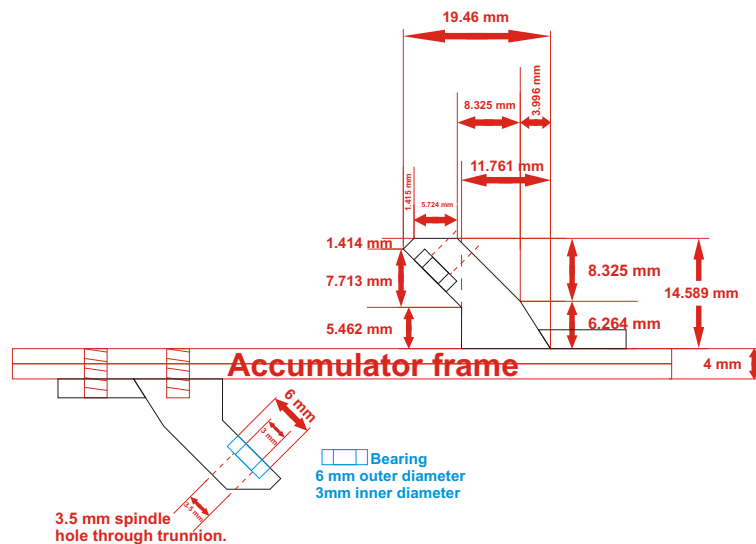 19.46 mm
8.325 mm
3.996 mm
11.761 mm
1.415 mm
5.724 mm
1.414 mm
7.713 mm
5.462 mm
8.325 mm
14.589 mm
6.264 mm
Accumulator frame
4 mm
6 mm
3 mm
Bearing
6 mm outer diameter
3mm inner diameter
3.5 mm
3.5 mm spindle
hole through trunnion.